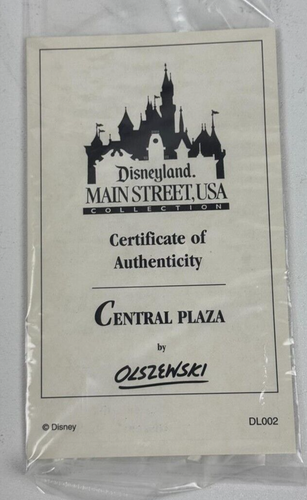 Disneyland.
MAIN STREET, USA
COLLECTION
Certificate of
Authenticity
CENTRAL PLAZA
by
OLSZEWSKI
© Disney
DL002